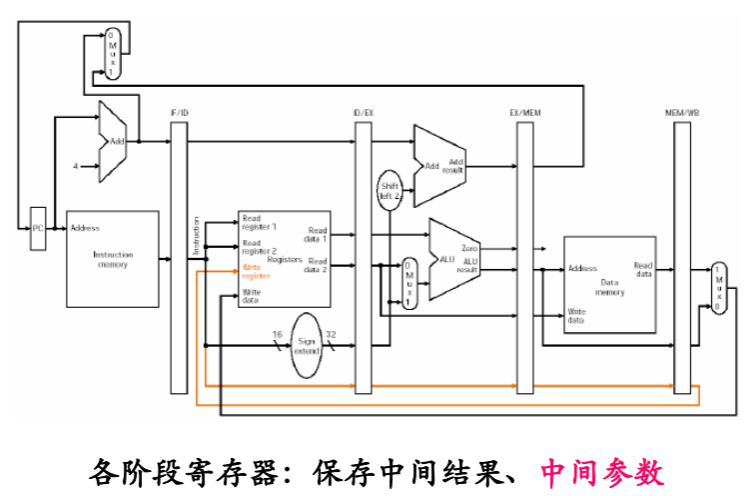 0
M
u
x
1
IF/ID
ID/EX
EX/MEM
MEM/WB
Add
4
Add
Add
result
Shift
left 2
PC
Address
Instruction
memory
Instruction
Read
register 1
Read
register 2
Registers
Write
register
Write
data
Read
data 1
Read
data 2
0
M
u
x
1
Zero
ALU
ALU
result
Address
Read
data
Data
memory
Write
data
1
M
u
x
0
16
Sign
extend
32
各阶段寄存器：保存中间结果、中间参数